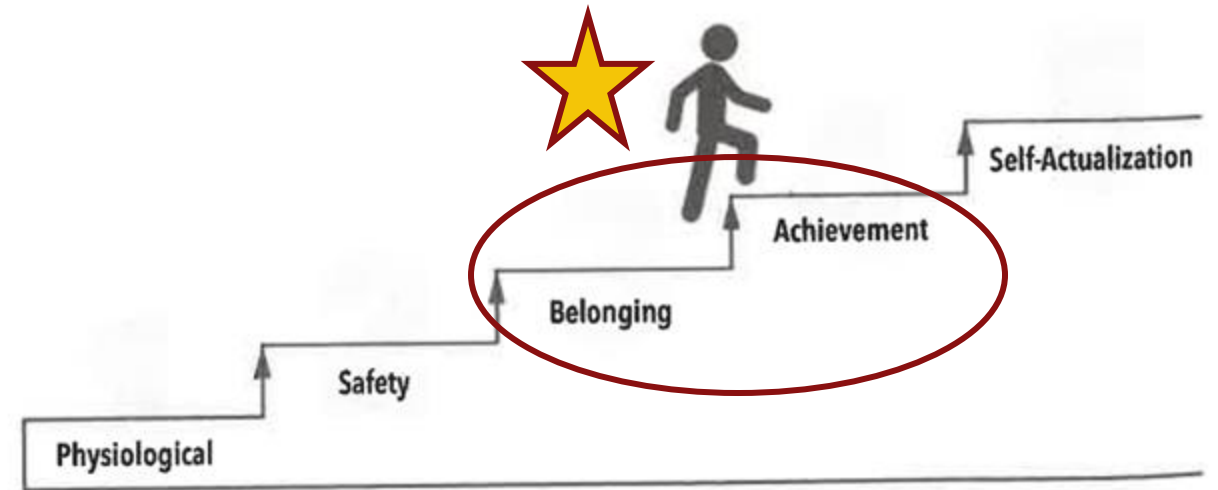 Self-Actualization
Achievement
Belonging
Safety
Physiological